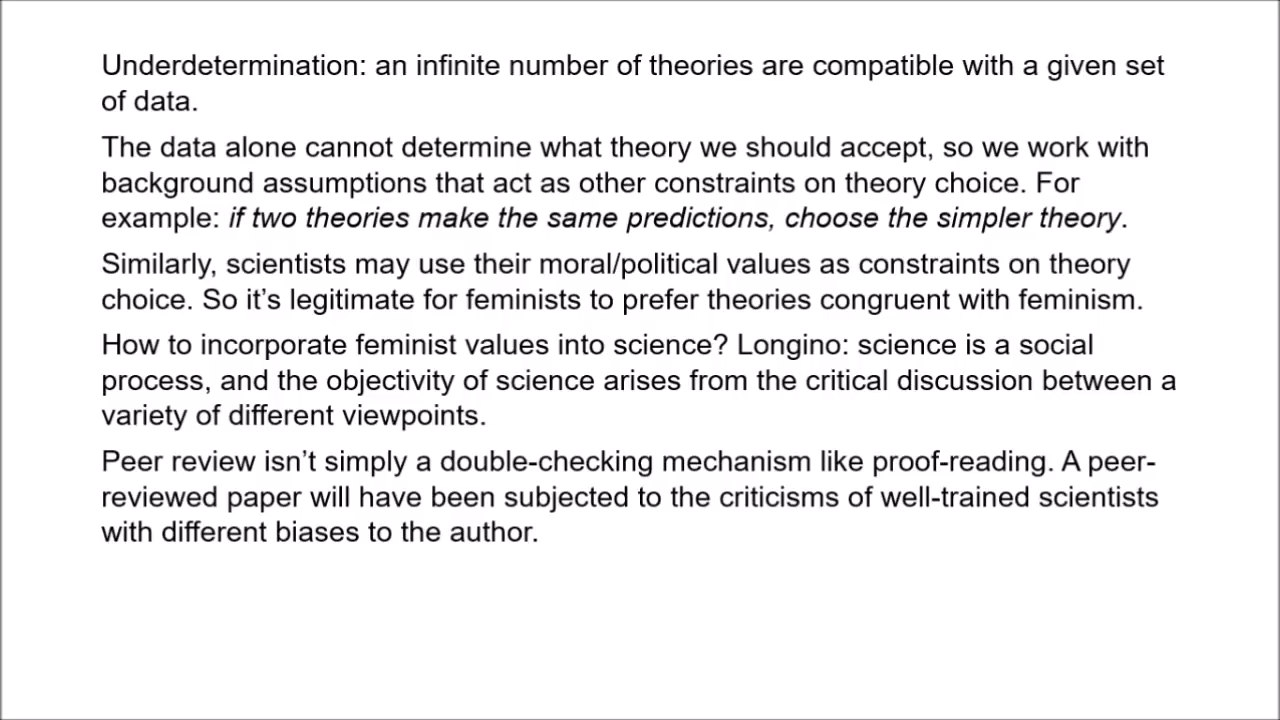 Underdetermination: an infinite number of theories are compatible with a given set
of data.
The data alone cannot determine what theory we should accept, so we work with
background assumptions that act as other constraints on theory choice. For
example: if two theories make the same predictions, choose the simpler theory.
Similarly, scientists may use their moral/political values as constraints on theory
choice. So it’s legitimate for feminists to prefer theories congruent with feminism.
How to incorporate feminist values into science? Longino: science is a social
process, and the objectivity of science arises from the critical discussion between a
variety of different viewpoints.
Peer review isn’t simply a double-checking mechanism like proof-reading. A peer-
reviewed paper will have been subjected to the criticisms of well-trained scientists
with different biases to the author.